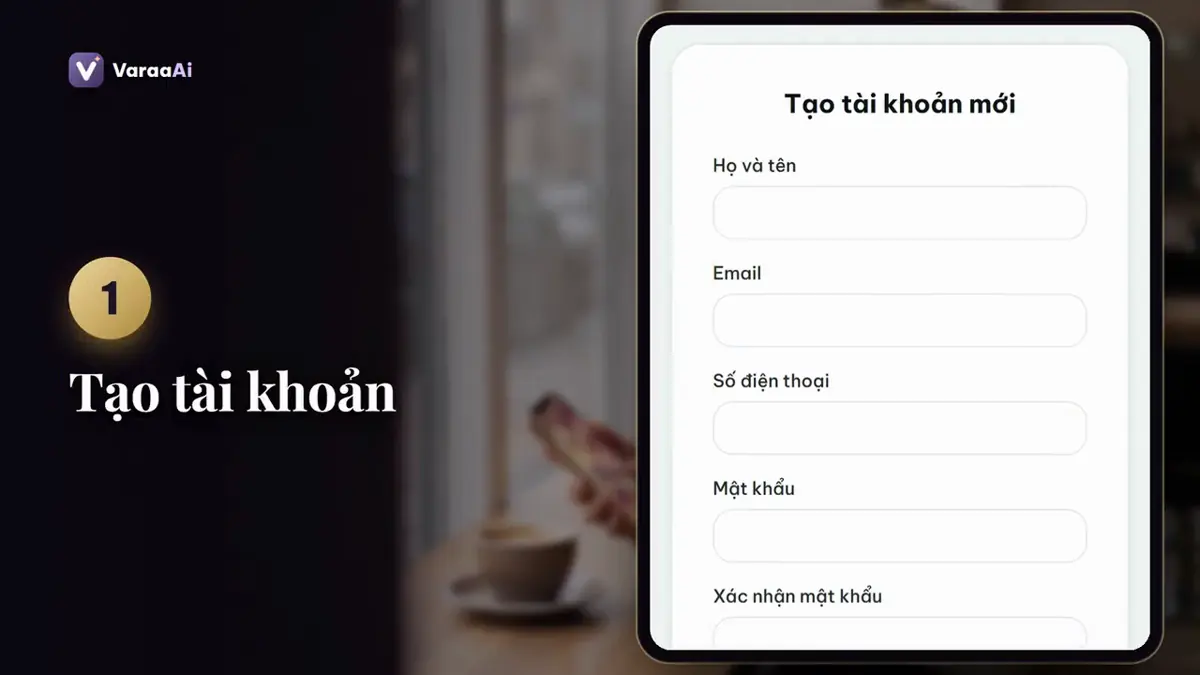 VaraaAi
1
Tạo tài khoản
Tạo tài khoản mới
Họ và tên
Email
Số điện thoại
Mật khẩu
Xác nhận mật khẩu